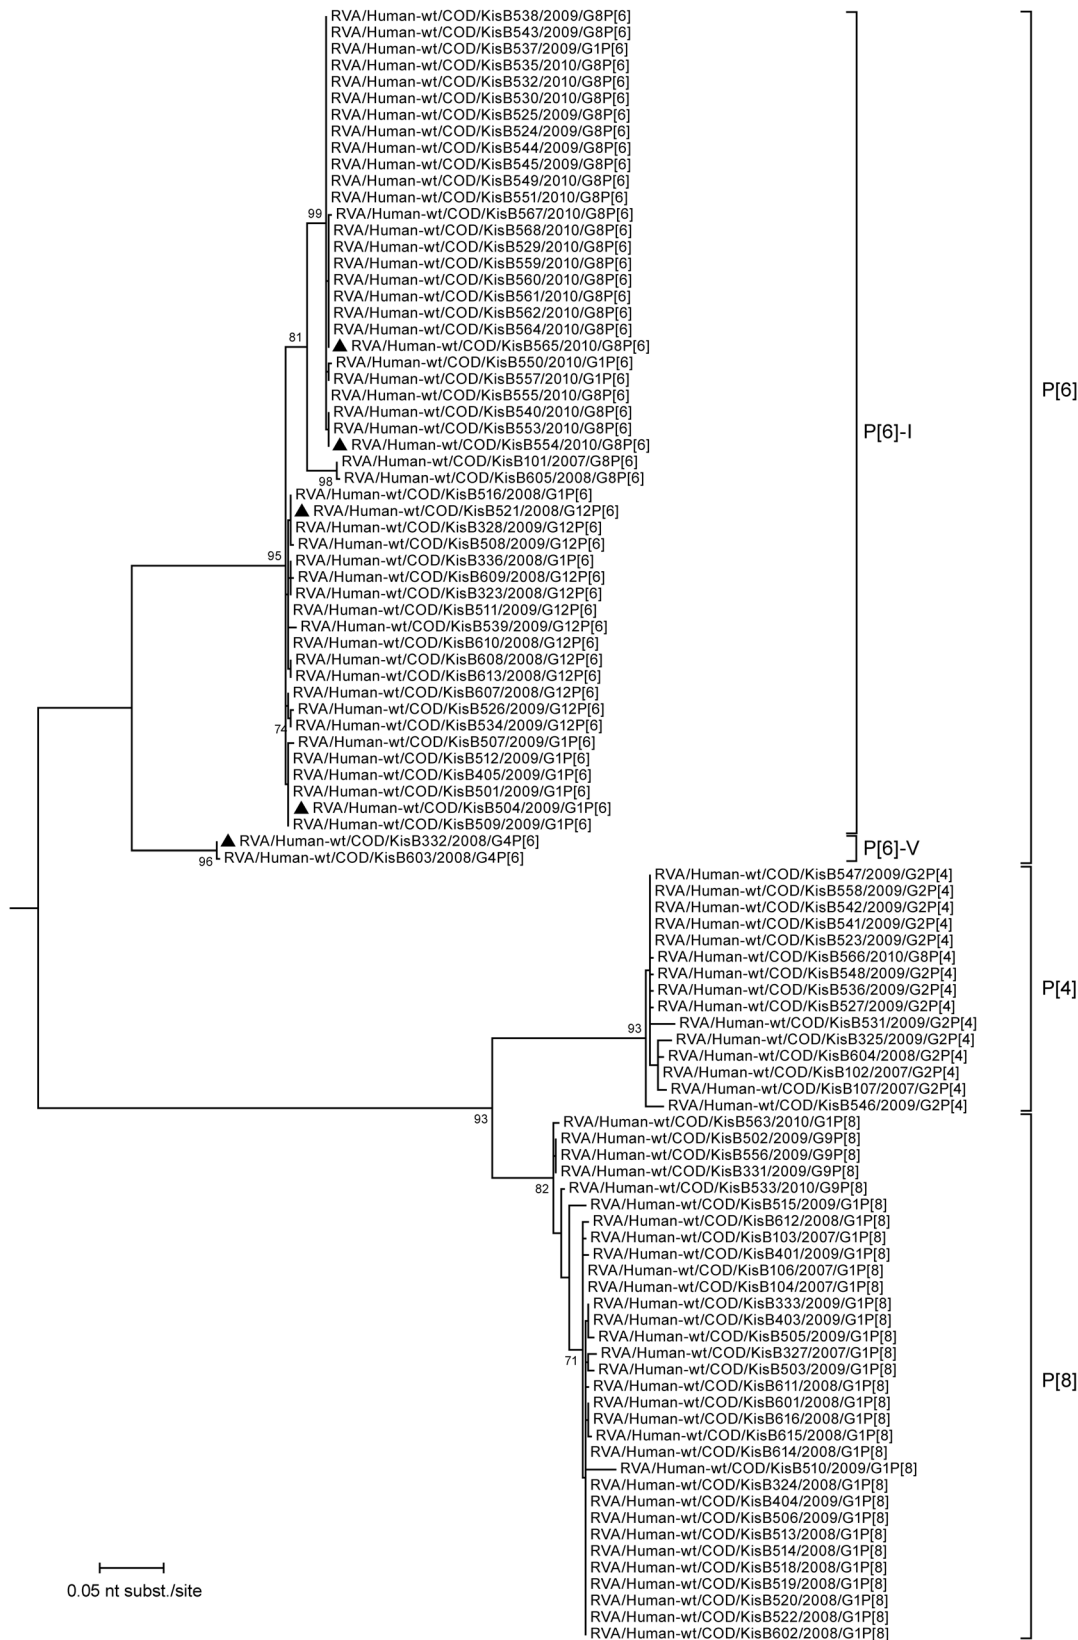 RVA/Human-wt/COD/KisB538/2009/G8P[6]
RVA/Human-wt/COD/KisB543/2009/G8P[6]
RVA/Human-wt/COD/KisB537/2009/G1P[6]
RVA/Human-wt/COD/KisB535/2010/G8P[6]
RVA/Human-wt/COD/KisB532/2010/G8P[6]
RVA/Human-wt/COD/KisB530/2010/G8P[6]
RVA/Human-wt/COD/KisB525/2009/G8P[6]
RVA/Human-wt/COD/KisB524/2009/G8P[6]
RVA/Human-wt/COD/KisB544/2009/G8P[6]
RVA/Human-wt/COD/KisB545/2009/G8P[6]
RVA/Human-wt/COD/KisB549/2010/G8P[6]
RVA/Human-wt/COD/KisB551/2010/G8P[6]
99
RVA/Human-wt/COD/KisB567/2010/G8P[6]
RVA/Human-wt/COD/KisB568/2010/G8P[6]
RVA/Human-wt/COD/KisB529/2010/G8P[6]
RVA/Human-wt/COD/KisB559/2010/G8P[6]
RVA/Human-wt/COD/KisB560/2010/G8P[6]
RVA/Human-wt/COD/KisB561/2010/G8P[6]
RVA/Human-wt/COD/KisB562/2010/G8P[6]
RVA/Human-wt/COD/KisB564/2010/G8P[6]
81
RVA/Human-wt/COD/KisB565/2010/G8P[6]
RVA/Human-wt/COD/KisB550/2010/G1P[6]
RVA/Human-wt/COD/KisB557/2010/G1P[6]
P[6]
RVA/Human-wt/COD/KisB555/2010/G8P[6]
RVA/Human-wt/COD/KisB540/2010/G8P[6]
RVA/Human-wt/COD/KisB553/2010/G8P[6]
P[6]-I
RVA/Human-wt/COD/KisB554/2010/G8P[6]
RVA/Human-wt/COD/KisB101/2007/G8P[6]
RVA/Human-wt/COD/KisB605/2008/G8P[6]
98
RVA/Human-wt/COD/KisB516/2008/G1P[6]
RVA/Human-wt/COD/KisB521/2008/G12P[6]
RVA/Human-wt/COD/KisB328/2009/G12P[6]
RVA/Human-wt/COD/KisB508/2009/G12P[6]
95
RVA/Human-wt/COD/KisB336/2008/G1P[6]
RVA/Human-wt/COD/KisB609/2008/G12P[6]
RVA/Human-wt/COD/KisB323/2008/G12P[6]
RVA/Human-wt/COD/KisB511/2009/G12P[6]
RVA/Human-wt/COD/KisB539/2009/G12P[6]
RVA/Human-wt/COD/KisB610/2008/G12P[6]
RVA/Human-wt/COD/KisB608/2008/G12P[6]
RVA/Human-wt/COD/KisB613/2008/G12P[6]
RVA/Human-wt/COD/KisB607/2008/G12P[6]
RVA/Human-wt/COD/KisB526/2009/G12P[6]
RVA/Human-wt/COD/KisB534/2009/G12P[6]
74
RVA/Human-wt/COD/KisB507/2009/G1P[6]
RVA/Human-wt/COD/KisB512/2009/G1P[6]
RVA/Human-wt/COD/KisB405/2009/G1P[6]
RVA/Human-wt/COD/KisB501/2009/G1P[6]
RVA/Human-wt/COD/KisB504/2009/G1P[6]
RVA/Human-wt/COD/KisB509/2009/G1P[6]
RVA/Human-wt/COD/KisB332/2008/G4P[6]
P[6]-V
RVA/Human-wt/COD/KisB603/2008/G4P[6]
96
RVA/Human-wt/COD/KisB547/2009/G2P[4]
RVA/Human-wt/COD/KisB558/2009/G2P[4]
RVA/Human-wt/COD/KisB542/2009/G2P[4]
RVA/Human-wt/COD/KisB541/2009/G2P[4]
RVA/Human-wt/COD/KisB523/2009/G2P[4]
RVA/Human-wt/COD/KisB566/2010/G8P[4]
RVA/Human-wt/COD/KisB548/2009/G2P[4]
P[4]
RVA/Human-wt/COD/KisB536/2009/G2P[4]
RVA/Human-wt/COD/KisB527/2009/G2P[4]
93
RVA/Human-wt/COD/KisB531/2009/G2P[4]
RVA/Human-wt/COD/KisB325/2009/G2P[4]
RVA/Human-wt/COD/KisB604/2008/G2P[4]
RVA/Human-wt/COD/KisB102/2007/G2P[4]
RVA/Human-wt/COD/KisB107/2007/G2P[4]
RVA/Human-wt/COD/KisB546/2009/G2P[4]
93
RVA/Human-wt/COD/KisB563/2010/G1P[8]
RVA/Human-wt/COD/KisB502/2009/G9P[8]
RVA/Human-wt/COD/KisB556/2009/G9P[8]
RVA/Human-wt/COD/KisB331/2009/G9P[8]
82
RVA/Human-wt/COD/KisB533/2010/G9P[8]
RVA/Human-wt/COD/KisB515/2009/G1P[8]
RVA/Human-wt/COD/KisB612/2008/G1P[8]
RVA/Human-wt/COD/KisB103/2007/G1P[8]
RVA/Human-wt/COD/KisB401/2009/G1P[8]
RVA/Human-wt/COD/KisB106/2007/G1P[8]
RVA/Human-wt/COD/KisB104/2007/G1P[8]
RVA/Human-wt/COD/KisB333/2009/G1P[8]
RVA/Human-wt/COD/KisB403/2009/G1P[8]
RVA/Human-wt/COD/KisB505/2009/G1P[8]
RVA/Human-wt/COD/KisB327/2007/G1P[8]
71
RVA/Human-wt/COD/KisB503/2009/G1P[8]
P[8]
RVA/Human-wt/COD/KisB611/2008/G1P[8]
RVA/Human-wt/COD/KisB601/2008/G1P[8]
RVA/Human-wt/COD/KisB616/2008/G1P[8]
RVA/Human-wt/COD/KisB615/2008/G1P[8]
RVA/Human-wt/COD/KisB614/2008/G1P[8]
RVA/Human-wt/COD/KisB510/2009/G1P[8]
RVA/Human-wt/COD/KisB324/2008/G1P[8]
RVA/Human-wt/COD/KisB404/2009/G1P[8]
RVA/Human-wt/COD/KisB506/2009/G1P[8]
RVA/Human-wt/COD/KisB513/2008/G1P[8]
RVA/Human-wt/COD/KisB514/2008/G1P[8]
RVA/Human-wt/COD/KisB518/2008/G1P[8]
RVA/Human-wt/COD/KisB519/2008/G1P[8]
RVA/Human-wt/COD/KisB520/2008/G1P[8]
RVA/Human-wt/COD/KisB522/2008/G1P[8]
RVA/Human-wt/COD/KisB602/2008/G1P[8]
0.05 nt subst./site